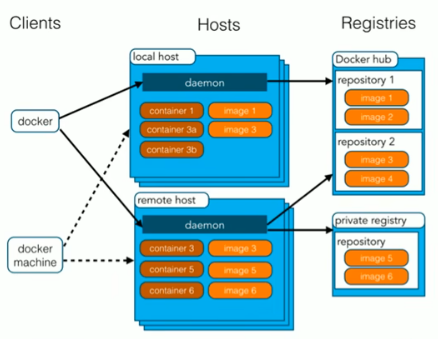 Clients
Hosts
Registries
docker
docker
machine
local host
daemon
container 1
image 1
container 3a
image 3
container 3b
remote host
daemon
container 3
image 3
container 5
image 5
container 6
image 6
Docker hub
repository 1
image 1
image 2
repository 2
image 3
image 4
private registry
repository
image 5
image 6